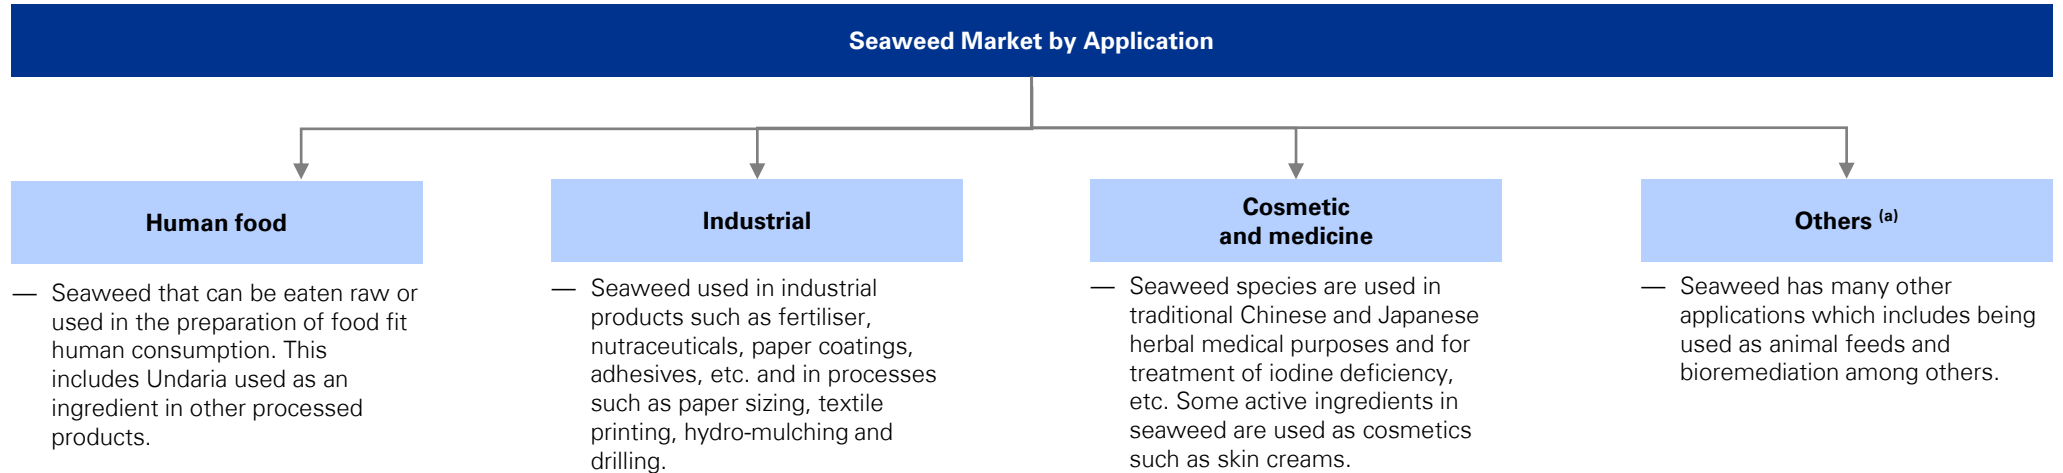 Seaweed Market by Application
Human food
— Seaweed that can be eaten raw or
used in the preparation of food fit
human consumption. This
includes Undaria used as an
ingredient in other processed
products.
Industrial
— Seaweed used in industrial
products such as fertiliser,
nutraceuticals, paper coatings,
adhesives, etc. and in processes
such as paper sizing, textile
printing, hydro-mulching and
drilling.
Cosmetic
and medicine
— Seaweed species are used in
traditional Chinese and Japanese
herbal medical purposes and for
treatment of iodine deficiency,
etc. Some active ingredients in
seaweed are used as cosmetics
such as skin creams.
Others (a)
— Seaweed has many other
applications which includes being
used as animal feeds and
bioremediation among others.